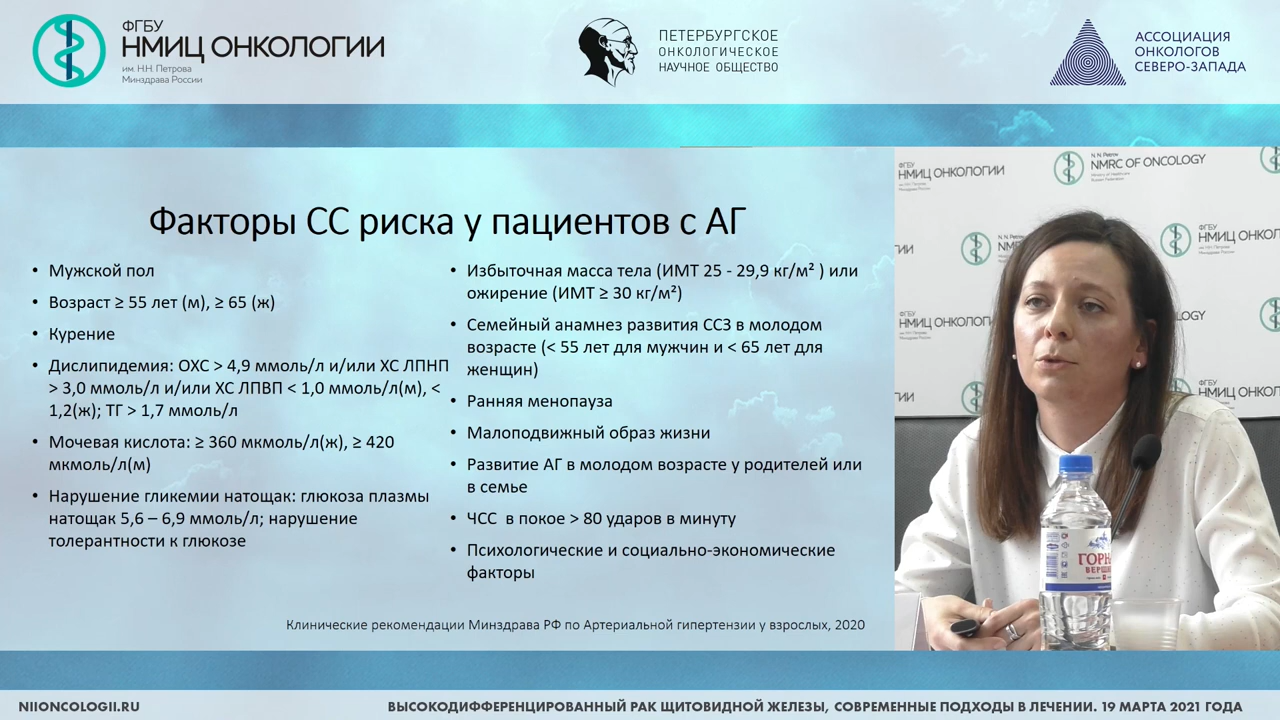 ФГБУ
НМИЦ ОНКОЛОГИИ
им. Н.Н. Петрова
Минздрава России
ПЕТЕРБУРГСКОЕ
ОНКОЛОГИЧЕСКОЕ
НАУЧНОЕ ОБЩЕСТВО
АССОЦИАЦИЯ
ОНКОЛОГОВ
СЕВЕРО-ЗАПАДА
Факторы СС риска у пациентов с АГ
• Мужской пол
• Возраст ≥ 55 лет (м), ≥ 65 (ж)
• Курение
• Дислипидемия: ОХС > 4,9 ммоль/л и/или ХС ЛПНП
> 3,0 ммоль/л и/или ХС ЛПВП < 1,0 ммоль/л(м), <
1,2(ж); ТГ > 1,7 ммоль/л
• Мочевая кислота: ≥ 360 мкмоль/л(ж), ≥ 420
мкмоль/л(м)
• Нарушение гликемии натощак: глюкоза плазмы
натощак 5,6 – 6,9 ммоль/л; нарушение
толерантности к глюкозе
• Избыточная масса тела (ИМТ 25 - 29,9 кг/м² ) или
ожирение (ИМТ ≥ 30 кг/м²)
• Семейный анамнез развития ССЗ в молодом
возрасте (< 55 лет для мужчин и < 65 лет для
женщин)
• Ранняя менопауза
• Малоподвижный образ жизни
• Развитие АГ в молодом возрасте у родителей или
в семье
• ЧСС в покое > 80 ударов в минуту
• Психологические и социально-экономические
факторы
Клинические рекомендации Минздрава РФ по Артериальной гипертензии у взрослых, 2020
ФГБУ
НМИЦ ОНКОЛОГИИ
N.N. Petrov
NMRC OF ONCOLOGY
ФГБУ
НМИЦ ОНКОЛ
NIIONCOLOGII.RU
ВЫСОКОДИФФЕРЕНЦИРОВАННЫЙ РАК ЩИТОВИДНОЙ ЖЕЛЕЗЫ, СОВРЕМЕННЫЕ ПОДХОДЫ В ЛЕЧЕНИИ. 19 МАРТА 2021 ГОДА